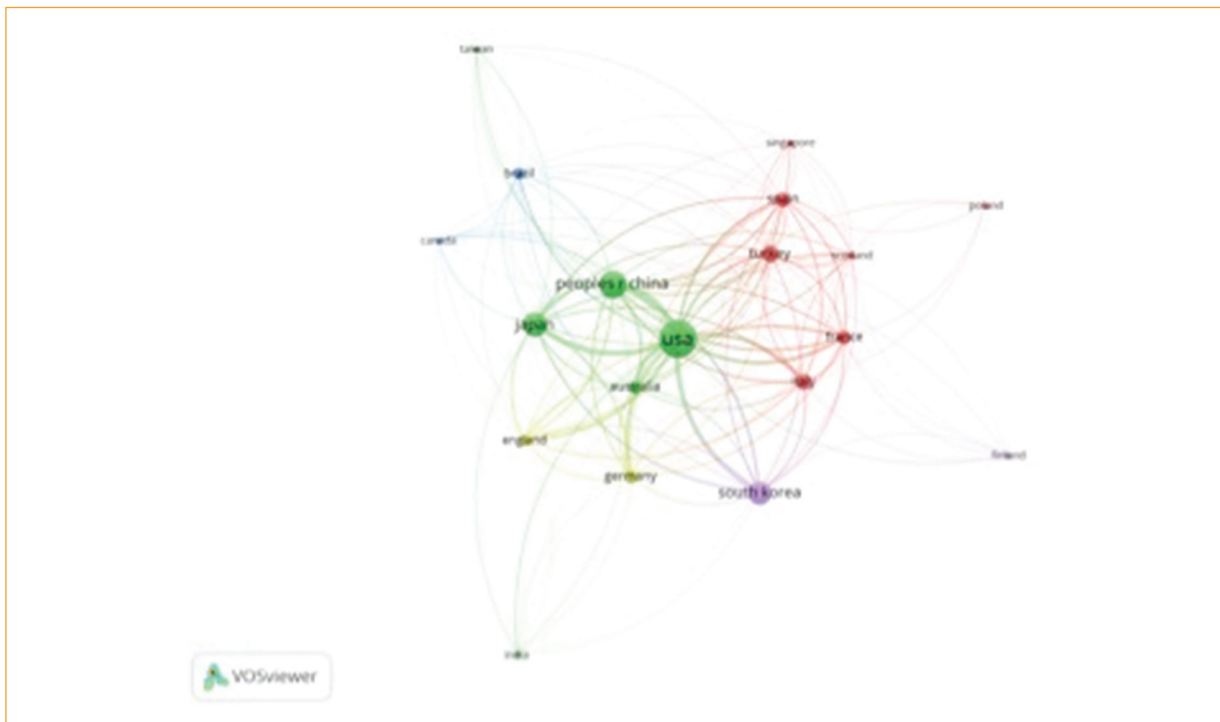 taiwan
singapore
brazil
spain
poland
canada
turkey
peoples r china
japan
usa
france
australia
italy
england
finland
germany
south korea
india
VOSviewer